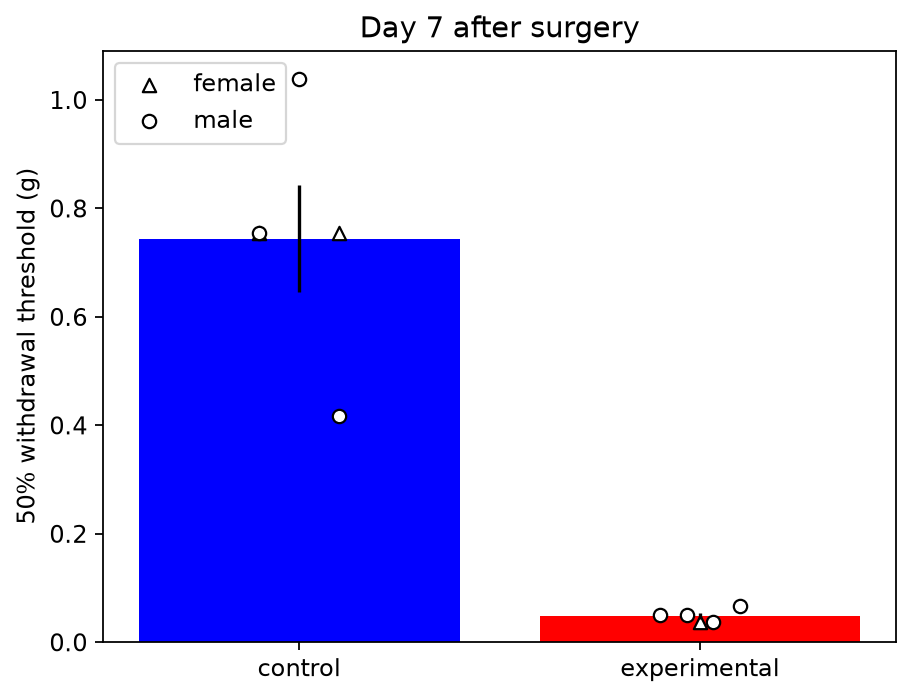 Day 7 after surgery
50% withdrawal threshold (g)
1.0
0.8
0.6
0.4
0.2
0.0
female
male
control
experimental